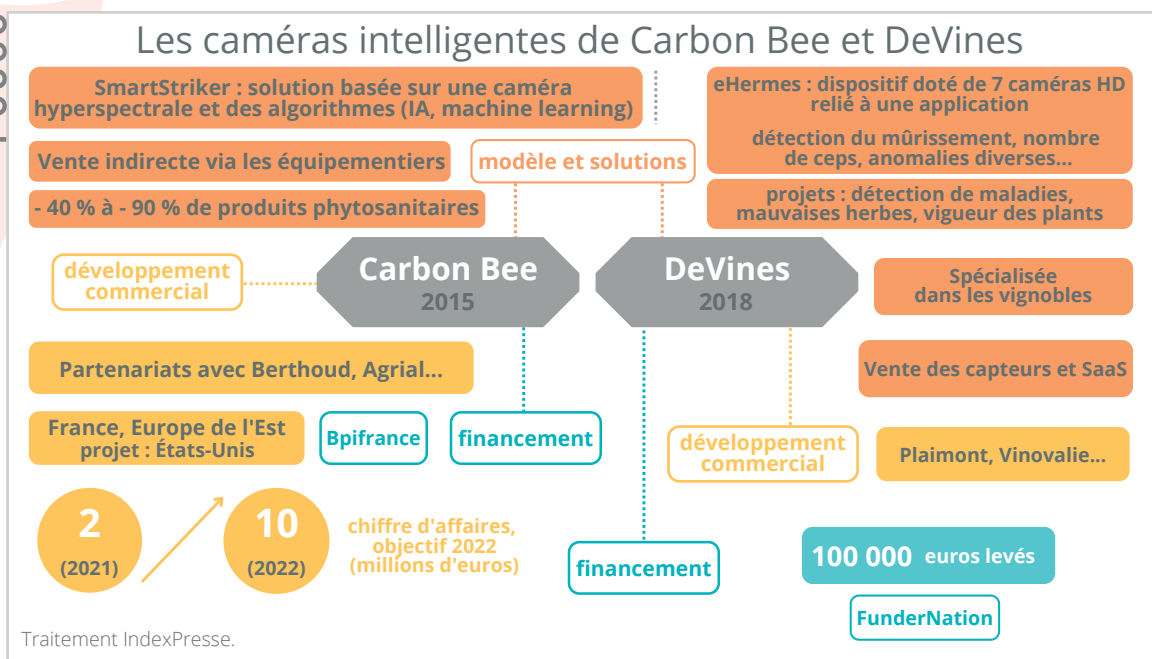 Les caméras intelligentes de Carbon Bee et DeVines
SmartStriker : solution basée sur une caméra
hyperspectrale et des algorithmes (IA, machine learning)
Vente indirecte via les équipementiers
- 40 % à - 90 % de produits phytosanitaires
modèle et solutions
eHermes : dispositif doté de 7 caméras HD
relié à une application
détection du mûrissement, nombre
de ceps, anomalies diverses...
projets : détection de maladies,
mauvaises herbes, vigueur des plants
développement
commercial
Carbon Bee
2015
DeVines
2018
Spécialisée
dans les vignobles
Partenariats avec Berthoud, Agrial...
Vente des capteurs et SaaS
France, Europe de l'Est
projet : États-Unis
Bpifrance
financement
développement
commercial
Plaimont, Vinovalie...
2
(2021)
10
(2022)
chiffre d'affaires,
objectif 2022
(millions d'euros)
financement
100 000 euros levés
FunderNation
Traitement IndexPresse.